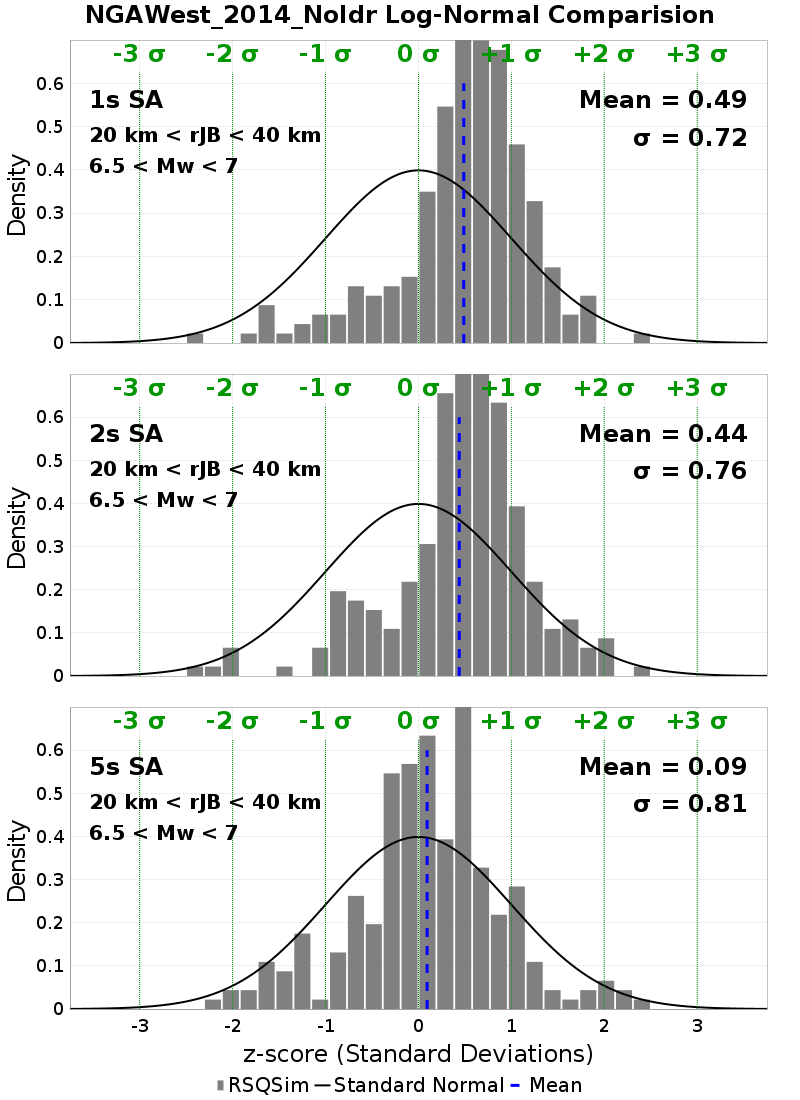 NGAWest_2014_NoIdr Log-Normal Comparision
-3 σ -2 σ -1 σ 0 σ +1 σ +2 σ +3 σ
0.6
1s SA
Mean = 0.49
0.5
20 km < rJB < 40 km
σ = 0.72
6.5 < Mw < 7
0.4
0.3
0.2
0.1
0
Density
-3 σ -2 σ -1 σ 0 σ +1 σ +2 σ +3 σ
0.6
2s SA
Mean = 0.44
0.5
20 km < rJB < 40 km
σ = 0.76
6.5 < Mw < 7
0.4
0.3
0.2
0.1
0
Density
-3 σ -2 σ -1 σ 0 σ +1 σ +2 σ +3 σ
0.6
5s SA
Mean = 0.09
0.5
20 km < rJB < 40 km
σ = 0.81
6.5 < Mw < 7
0.4
0.3
0.2
0.1
0
Density
-3 -2 -1 0 1 2 3
z-score (Standard Deviations)
RSQSim Standard Normal Mean